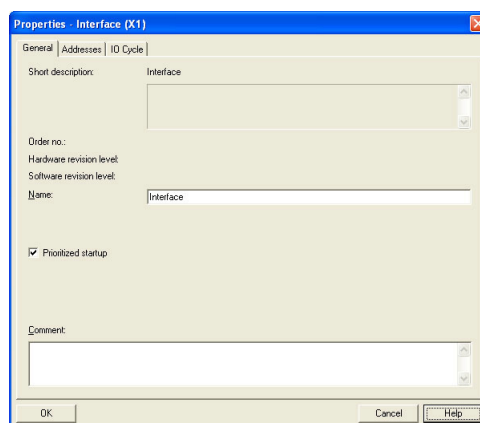 Properties - Interface (X1)
General Addresses IO Cycle
Short description: Interface
Order no.:
Hardware revision level:
Software revision level:
Name: Interface
Prioritized startup
Comment:
OK Cancel Help